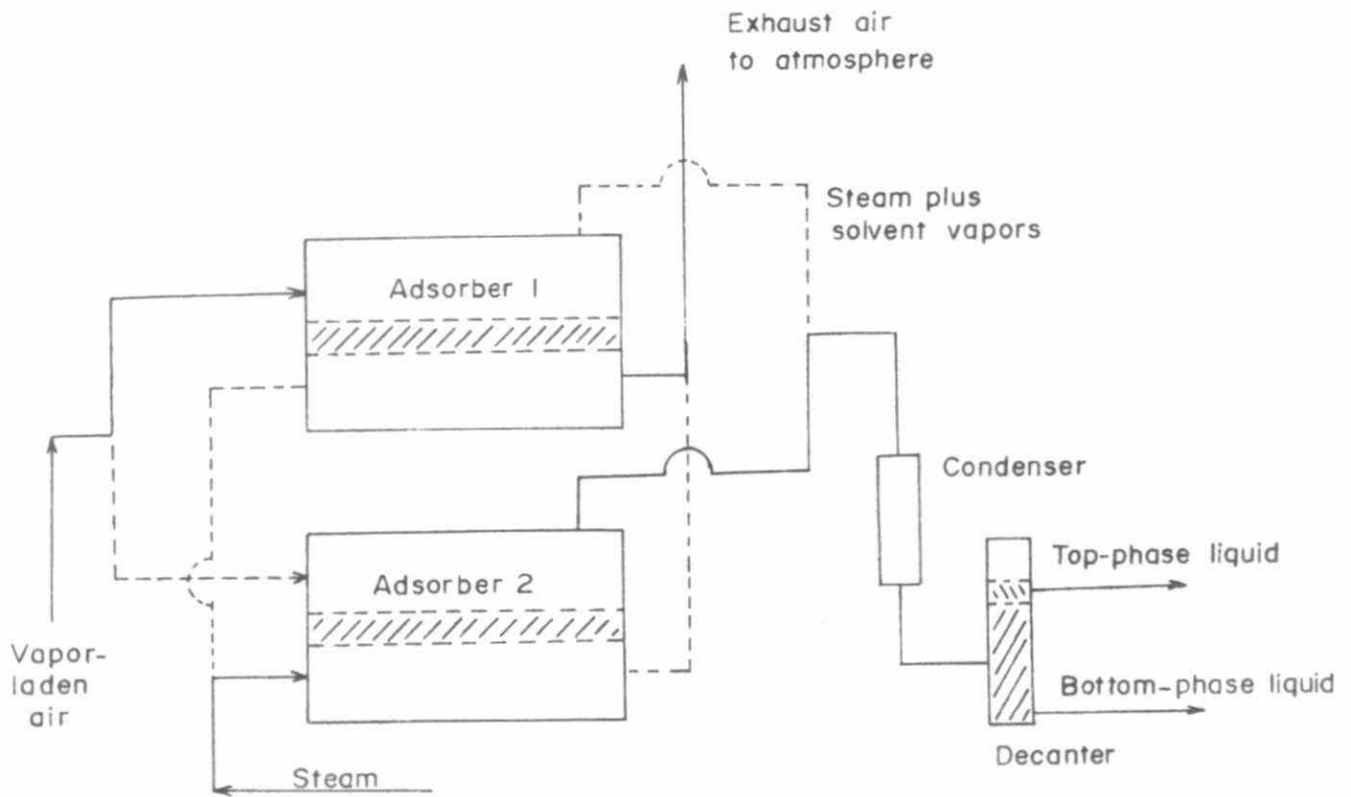 Exhaust air
to atmosphere
Steam plus
solvent vapors
Adsorber 1
Condenser
Adsorber 2
Top-phase liquid
Vapor-
laden
air
Bottom-phase liquid
Decanter
Steam